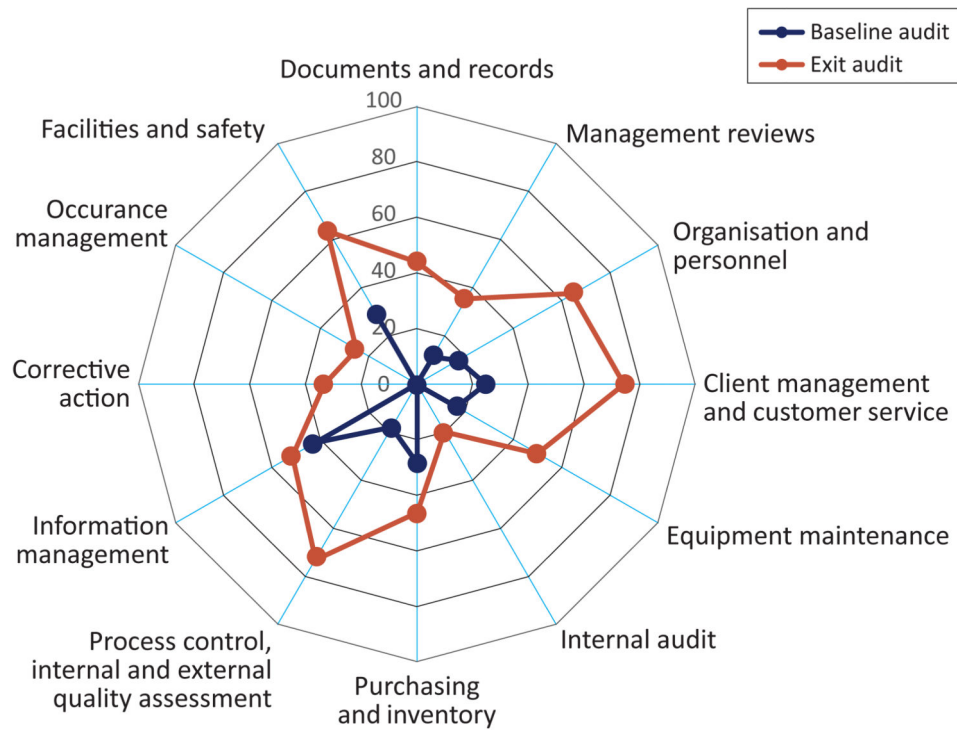 Baseline audit
Exit audit
Documents and records
100
80
60
40
20
0
Management reviews
Organisation and
personnel
Client management
and customer service
Equipment maintenance
Internal audit
Purchasing
and inventory
Process control,
internal and external
quality assessment
Information
management
Corrective
action
Occurance
management
Facilities and safety